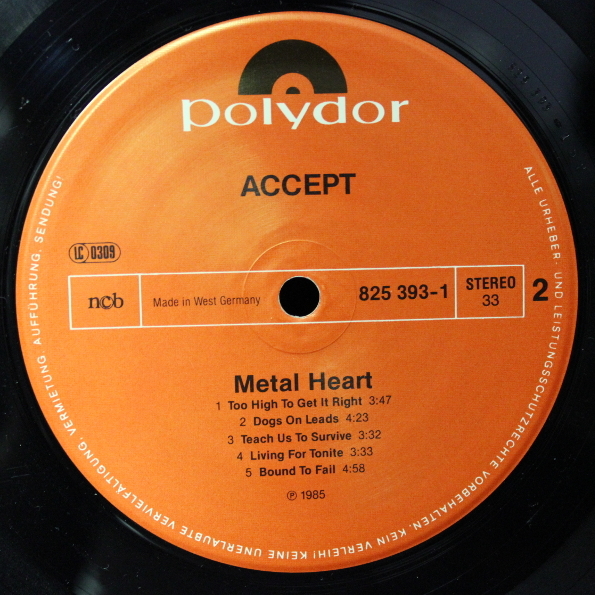 polydor
ACCEPT
LC 0309
ncb
Made in West Germany
825 393-1
STEREO
33
2
Metal Heart
1 Too High To Get It Right 3:47
2 Dogs On Leads 4:23
3 Teach Us To Survive 3:32
4 Living For Tonite 3:33
5 Bound To Fail 4:58
℗ 1985
ALLE URHEBER- UND LEISTUNGSSCHUTZRECHTE VORBEHALTEN. KEIN VERLEIH! KEINE UNERLAUBTE VERVIELFÄLTIGUNG, VERMIETUNG, AUFFÜHRUNG, SENDUNG!